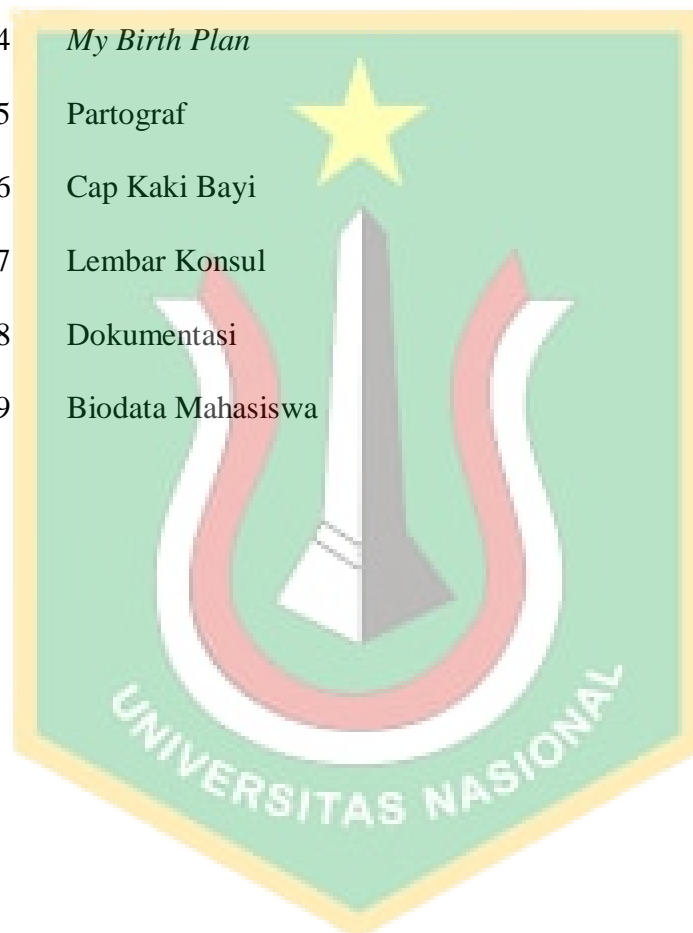 4 My Birth Plan
5 Partograf
6 Cap Kaki Bayi
7 Lembar Konsul
8 Dokumentasi
9 Biodata Mahasiswa
UNIVERSITAS NASIONAL